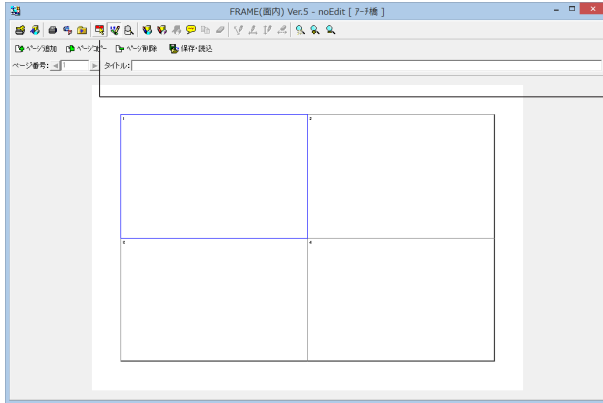 FRAME(面内) Ver.5 - noEdit [ ｱｰﾁ橋 ]
ﾍﾟｰｼﾞ追加 ﾍﾟｰｼﾞｺﾋﾟｰ ﾍﾟｰｼﾞ削除 保存・読込
ページ番号: 1 タイトル:
1 2
3 4